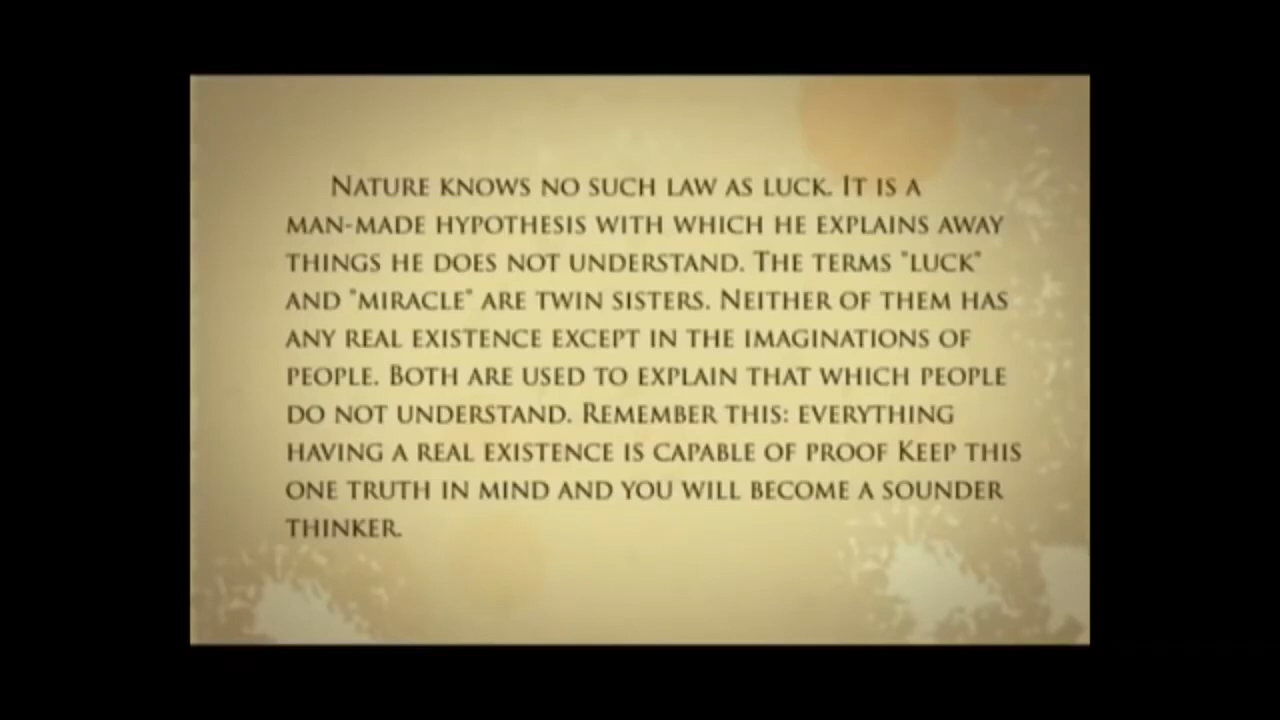 Nature knows no such law as luck. It is a
man-made hypothesis with which he explains away
things he does not understand. The terms "luck"
and "miracle" are twin sisters. Neither of them has
any real existence except in the imaginations of
people. Both are used to explain that which people
do not understand. Remember this: everything
having a real existence is capable of proof Keep this
one truth in mind and you will become a sounder
thinker.